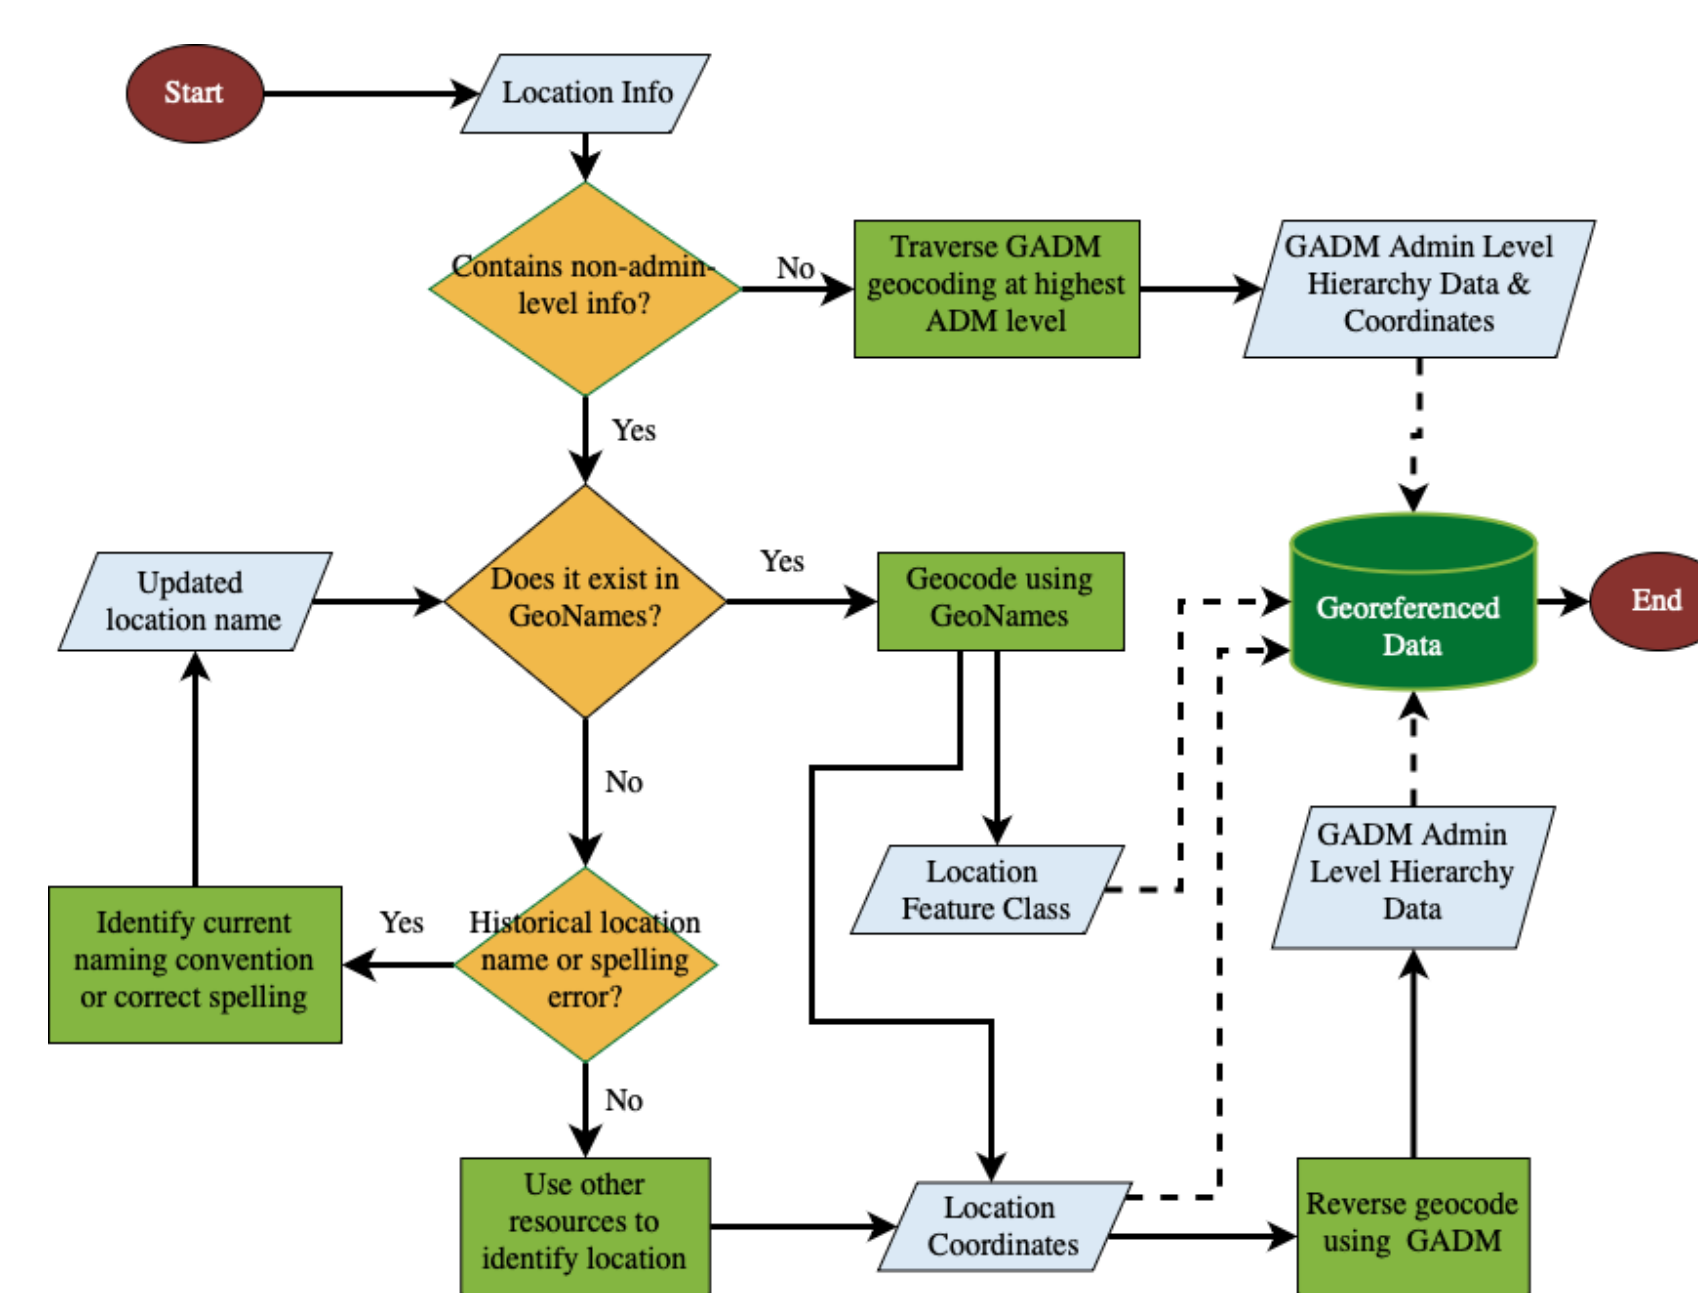 Start
Location Info
Contains non-admin-
level info?
No
Traverse GADM
geocoding at highest
ADM level
GADM Admin Level
Hierarchy Data &
Coordinates
Yes
Updated
location name
Does it exist in
GeoNames?
Yes
Geocode using
GeoNames
Georeferenced
Data
End
No
Location
Feature Class
GADM Admin
Level Hierarchy
Data
Identify current
naming convention
or correct spelling
Yes
Historical location
name or spelling
error?
No
Use other
resources to
identify location
Location
Coordinates
Reverse geocode
using GADM